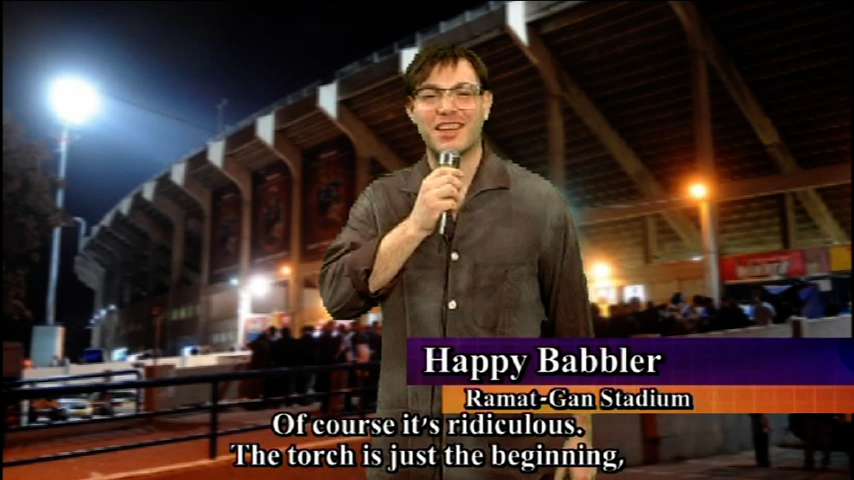 Happy Babbler
Ramat-Gan Stadium
Of course it's ridiculous.
The torch is just the beginning,